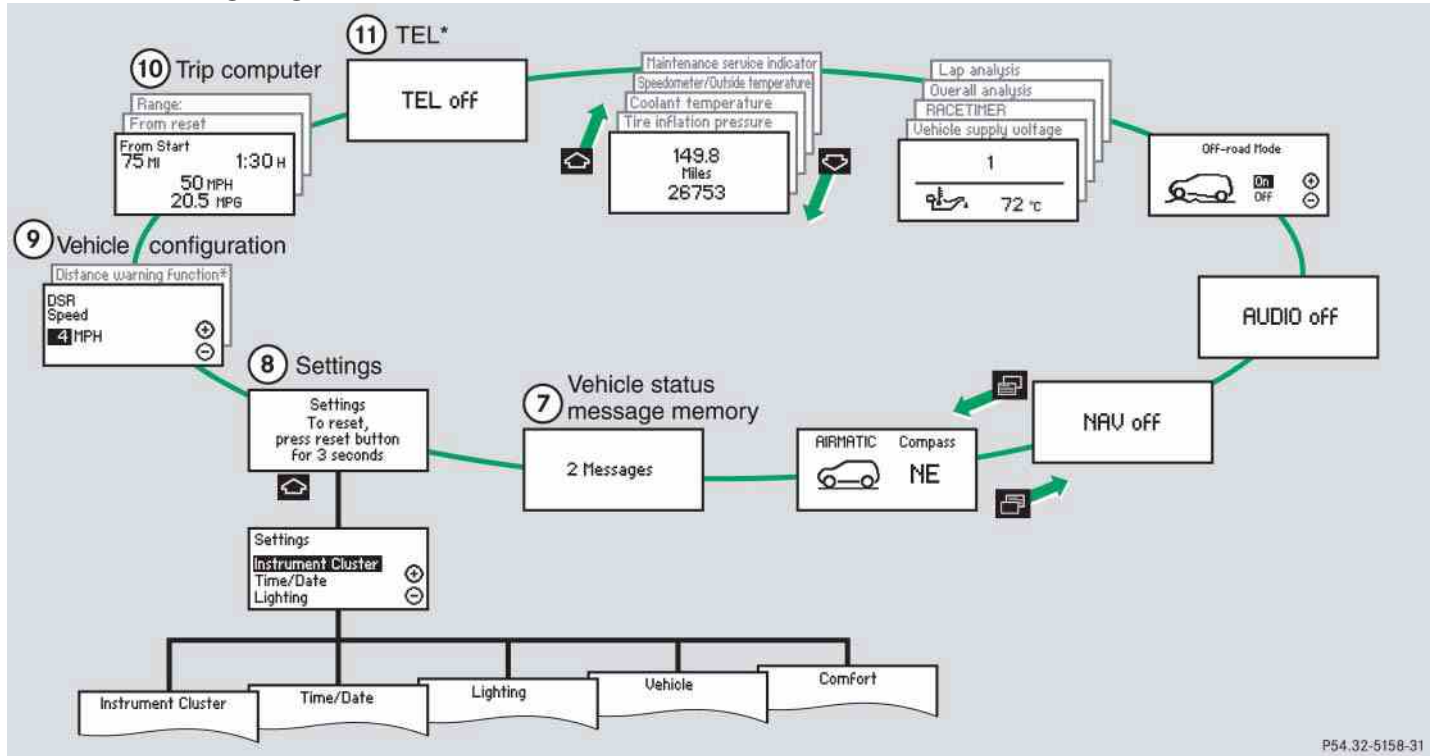 11 TEL*
TEL off
10 Trip computer
Range:
From reset
From Start
75 MI 1:30 H
50 MPH
20.5 MPG
Maintenance service indicator
Speedometer/Outside temperature
Coolant temperature
Tire inflation pressure
149.8
Miles
26753
Lap analysis
Overall analysis
RACETIMER
Vehicle supply voltage
1
72 °C
Off-road Mode
On
Off
AUDIO off
NAV off
AIRMATIC Compass
NE
7 Vehicle status
message memory
2 Messages
8 Settings
Settings
To reset,
press reset button
for 3 seconds
9 Vehicle configuration
Distance warning function*
DSR
Speed
4 MPH
Settings
Instrument Cluster
Time/Date
Lighting
Instrument Cluster
Time/Date
Lighting
Vehicle
Comfort
P54.32-5158-31